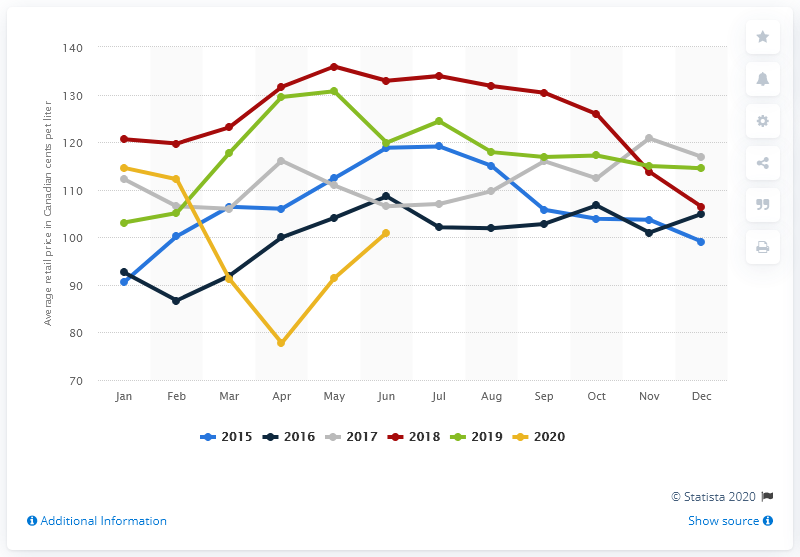 140
130
120
110
100
90
80
70
Average retail price in Canadian cents pet liter
Jan Feb Mar Apr May Jun Jul Aug Sep Oct Nov Dec
2015 2016 2017 2018 2019 2020
© Statista 2020
Additional Information Show source